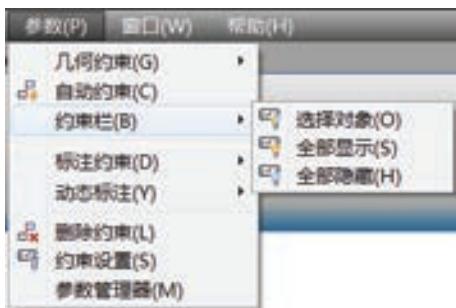 参数(P) 窗口(W) 帮助(H)
几何约束(G)
自动约束(C)
约束栏(B)
选择对象(O)
全部显示(S)
全部隐藏(H)
标注约束(D)
动态标注(Y)
删除约束(L)
约束设置(S)
参数管理器(M)